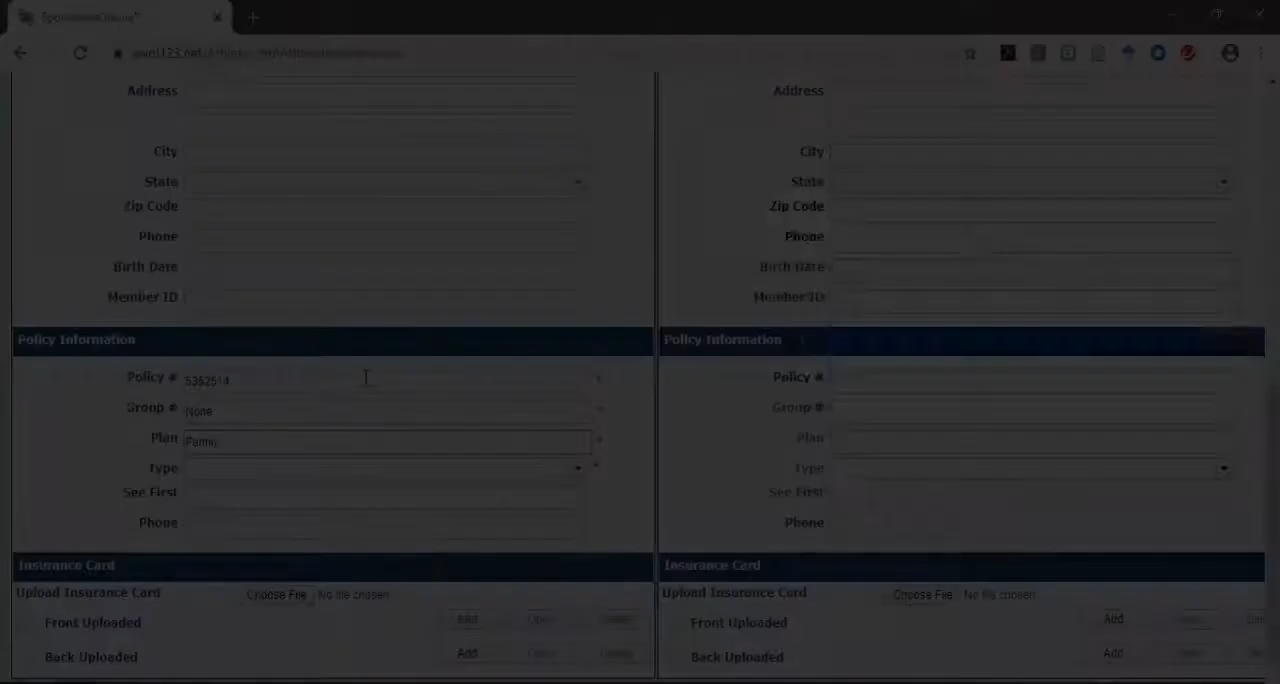 Address
City
State
Zip Code
Phone
Birth Date
Member ID
Policy Information
Policy #
Group # None
Plan
Type
See First
Phone
Insurance Card
Upload Insurance Card Choose File No file chosen
Front Uploaded Add Open
Back Uploaded Add Open Delete
Address
City
State
Zip Code
Phone
Birth Date
Member ID
Policy Information
Policy #
Group #
Plan
Type
See First
Phone
Insurance Card
Upload Insurance Card Choose File No file chosen
Front Uploaded Add
Back Uploaded Add